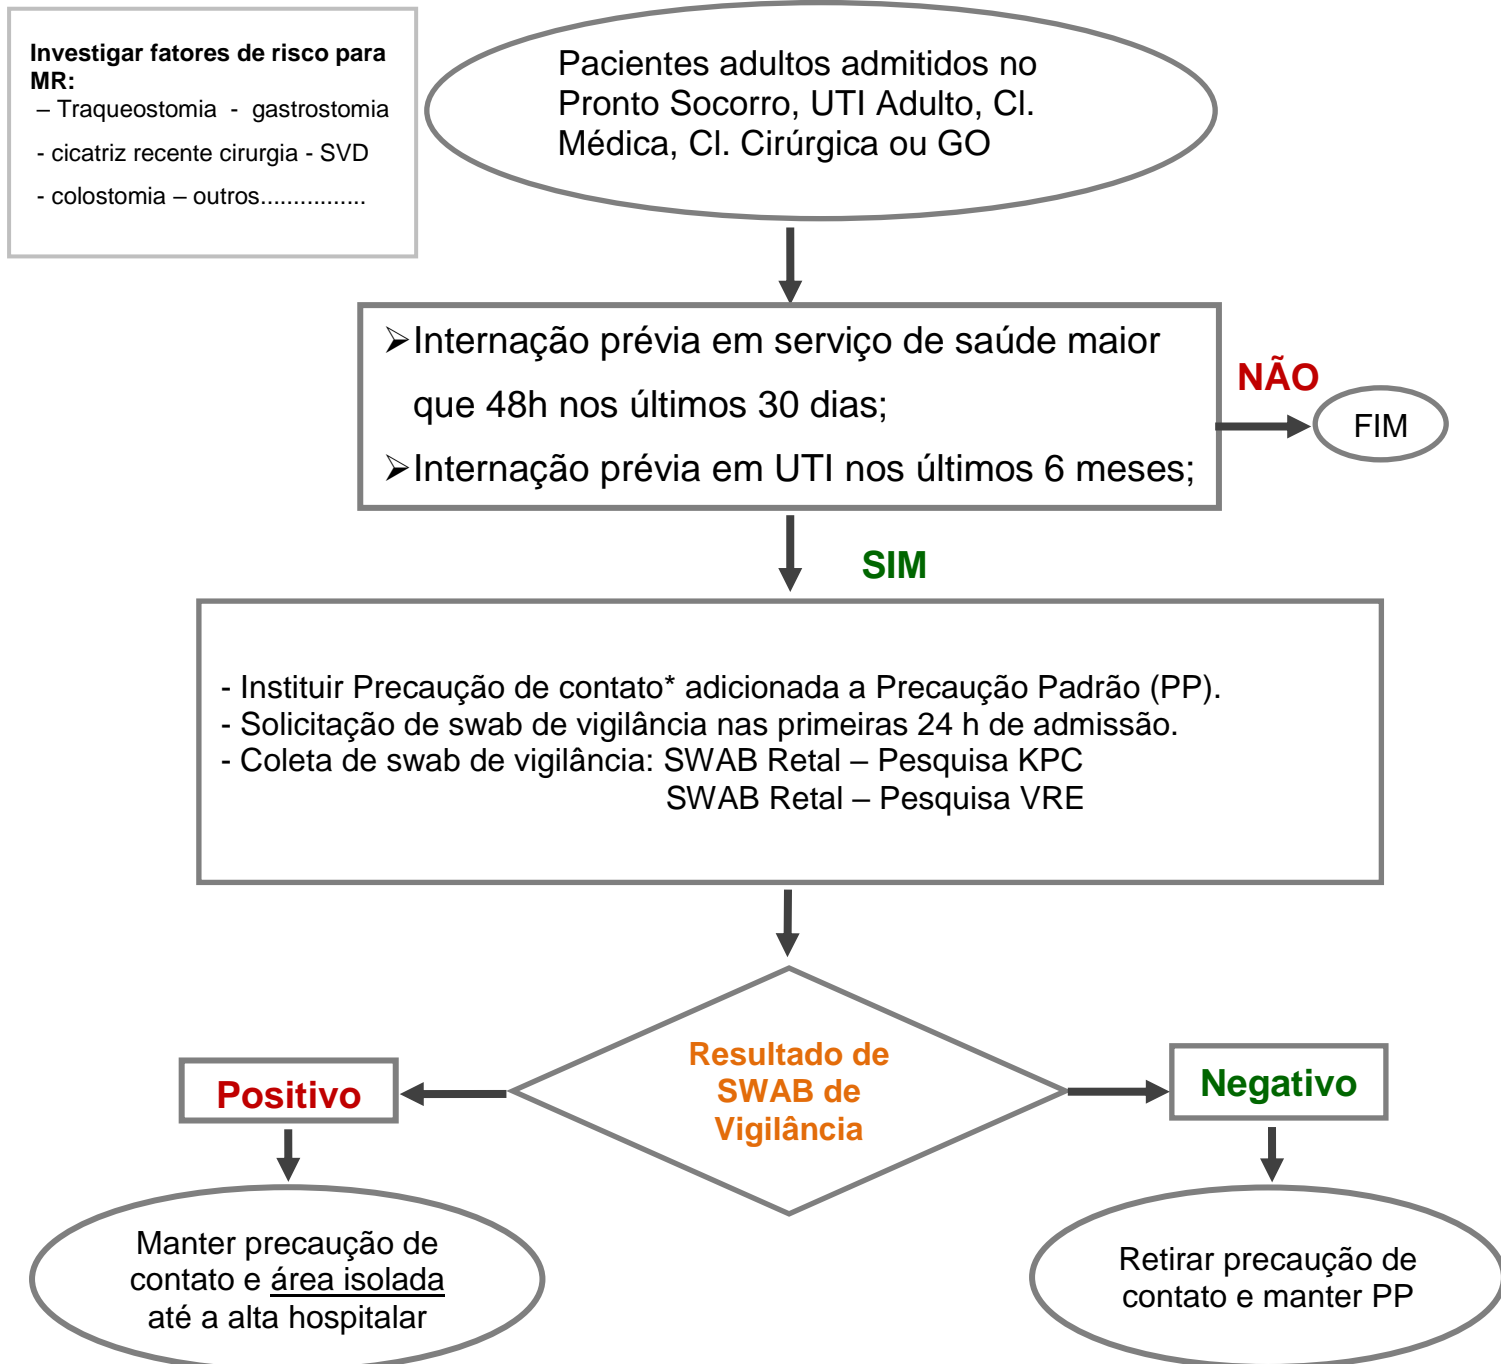 Investigar fatores de risco para
MR:
– Traqueostomia - gastrostomia
- cicatriz recente cirurgia - SVD
- colostomia – outros................
Pacientes adultos admitidos no
Pronto Socorro, UTI Adulto, Cl.
Médica, Cl. Cirúrgica ou GO
➢Internação prévia em serviço de saúde maior
que 48h nos últimos 30 dias;
➢Internação prévia em UTI nos últimos 6 meses;
NÃO
FIM
SIM
- Instituir Precaução de contato* adicionada a Precaução Padrão (PP).
- Solicitação de swab de vigilância nas primeiras 24 h de admissão.
- Coleta de swab de vigilância: SWAB Retal – Pesquisa KPC
SWAB Retal – Pesquisa VRE
Resultado de
SWAB de
Vigilância
Positivo
Negativo
Manter precaução de
contato e área isolada
até a alta hospitalar
Retirar precaução de
contato e manter PP